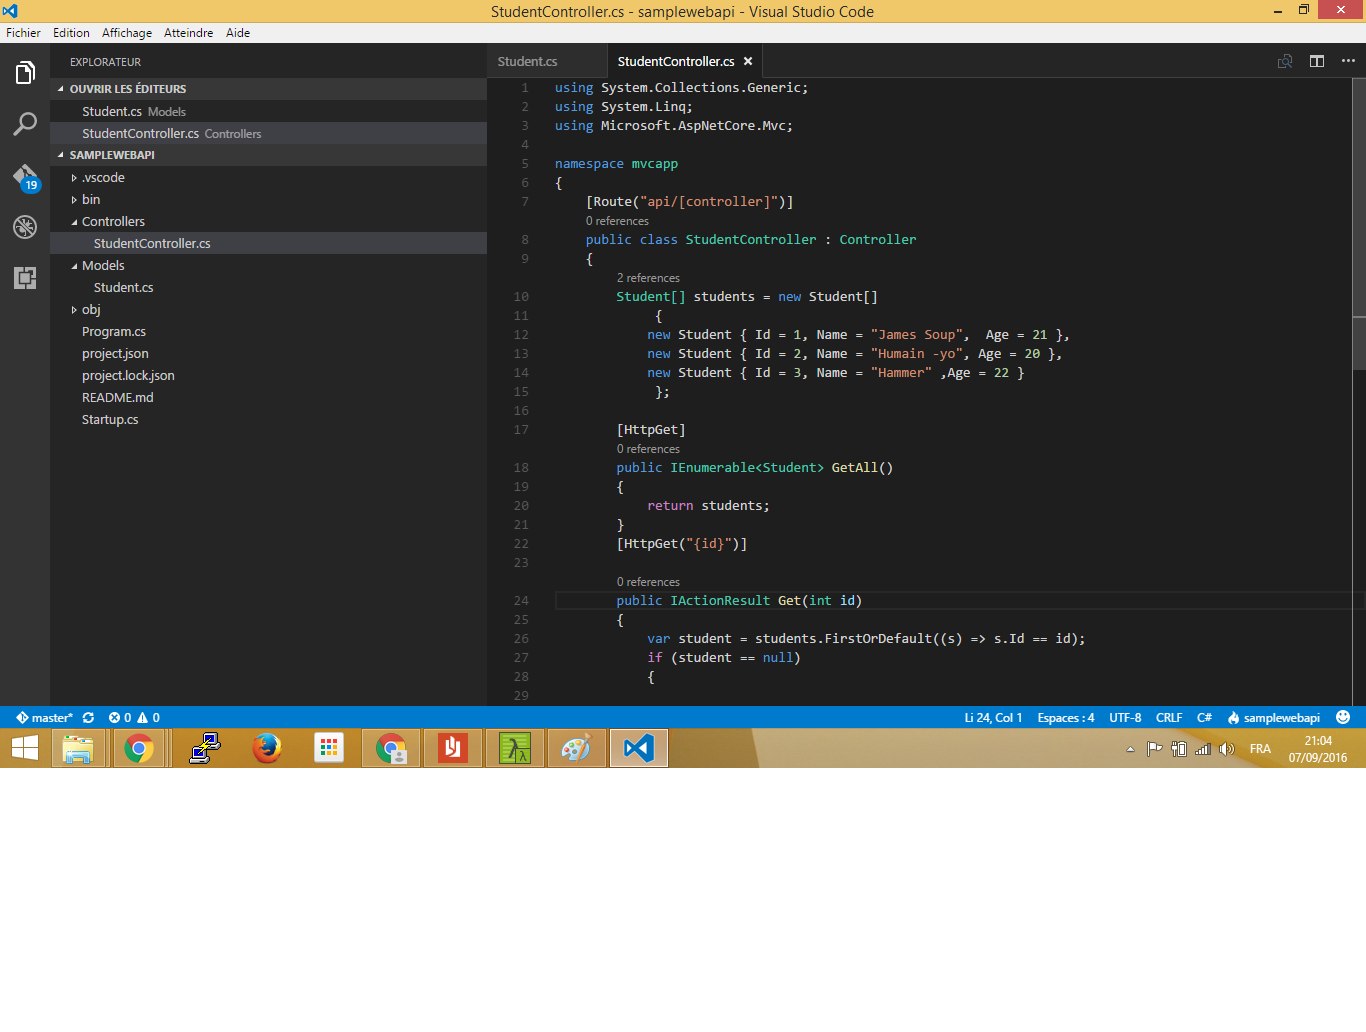 StudentController.cs - samplewebapi - Visual Studio Code
Fichier Edition Affichage Atteindre Aide
EXPLORATEUR
OUVRIR LES ÉDITEURS
Student.cs Models
StudentController.cs Controllers
SAMPLEWEBAPI
.vscode
bin
Controllers
StudentController.cs
Models
Student.cs
obj
Program.cs
project.json
project.lock.json
README.md
Startup.cs
19
Student.cs StudentController.cs
1 using System.Collections.Generic;
2 using System.Linq;
3 using Microsoft.AspNetCore.Mvc;
4
5 namespace mvcapp
6 {
7 [Route("api/[controller]")]
0 references
8 public class StudentController : Controller
9 {
2 references
10 Student[] students = new Student[]
11 {
12 new Student { Id = 1, Name = "James Soup",  Age = 21 },
13 new Student { Id = 2, Name = "Humain -yo", Age = 20 },
14 new Student { Id = 3, Name = "Hammer" ,Age = 22 }
15 };
16
17 [HttpGet]
0 references
18 public IEnumerable<Student> GetAll()
19 {
20 return students;
21 }
22 [HttpGet("{id}")]
23
0 references
24 public IActionResult Get(int id)
25 {
26 var student = students.FirstOrDefault((s) => s.Id == id);
27 if (student == null)
28 {
29
master* 0 0 Li 24, Col 1 Espaces : 4 UTF-8 CRLF C# samplewebapi
FRA 21:04
07/09/2016